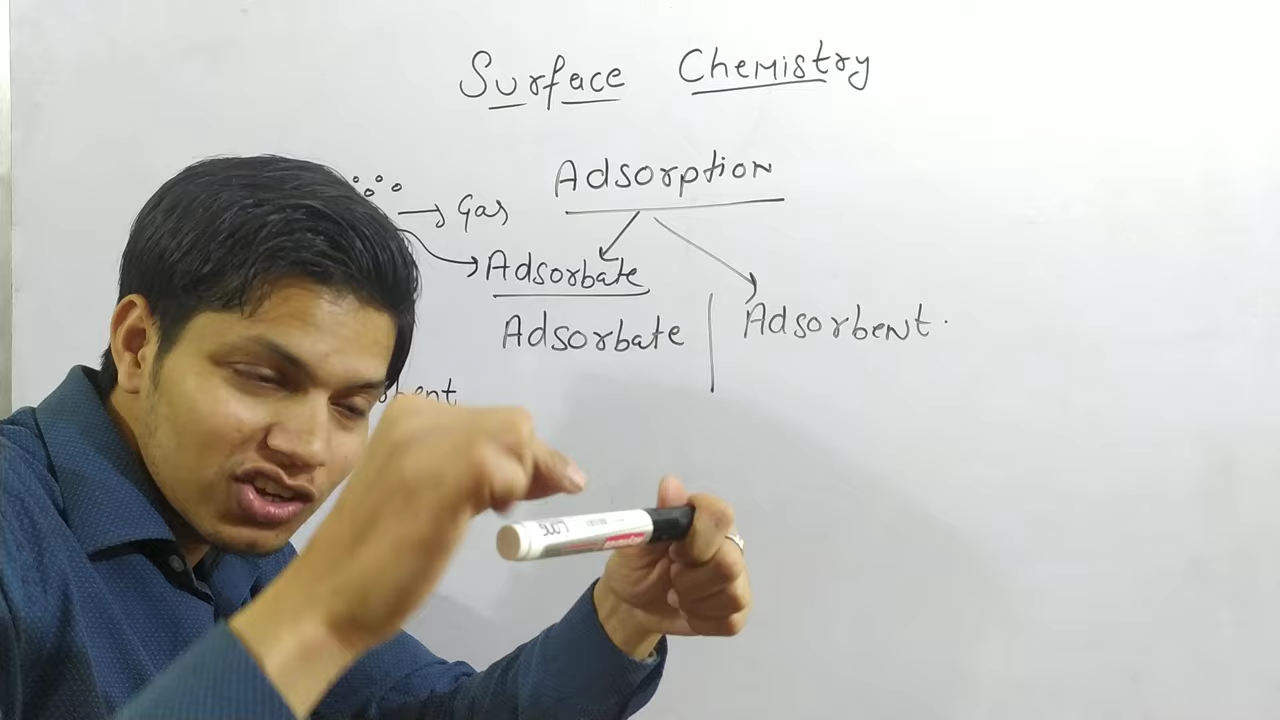 Surface Chemistry
Adsorption
→ Gas
Adsorbate
Adsorbate | Adsorbent.